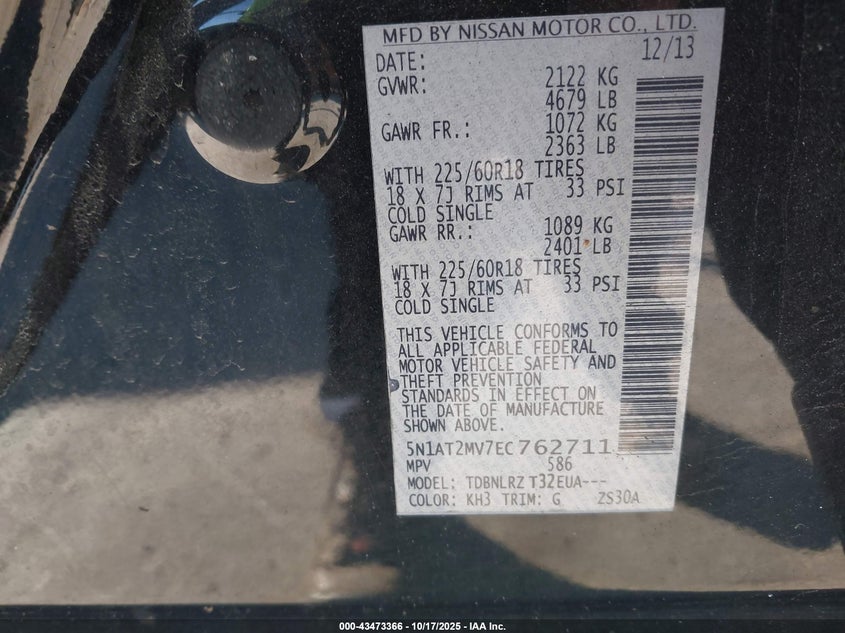 MFD BY NISSAN MOTOR CO., LTD.
DATE: 12/13
GVWR: 2122 KG
4679 LB
GAWR FR.: 1072 KG
2363 LB
WITH 225/60R18 TIRES
18 X 7J RIMS AT 33 PSI
COLD SINGLE
GAWR RR.: 1089 KG
2401 LB
WITH 225/60R18 TIRES
18 X 7J RIMS AT 33 PSI
COLD SINGLE
THIS VEHICLE CONFORMS TO
ALL APPLICABLE FEDERAL
MOTOR VEHICLE SAFETY AND
THEFT PREVENTION
STANDARDS IN EFFECT ON
THE DATE OF MANUFACTURE
SHOWN ABOVE.
5N1AT2MV7EC762711
MPV 586
MODEL: TDBNLRZ T32EUA---
COLOR: KH3 TRIM: G ZS30A
000-43473366 - 10/17/2025 - IAA Inc.